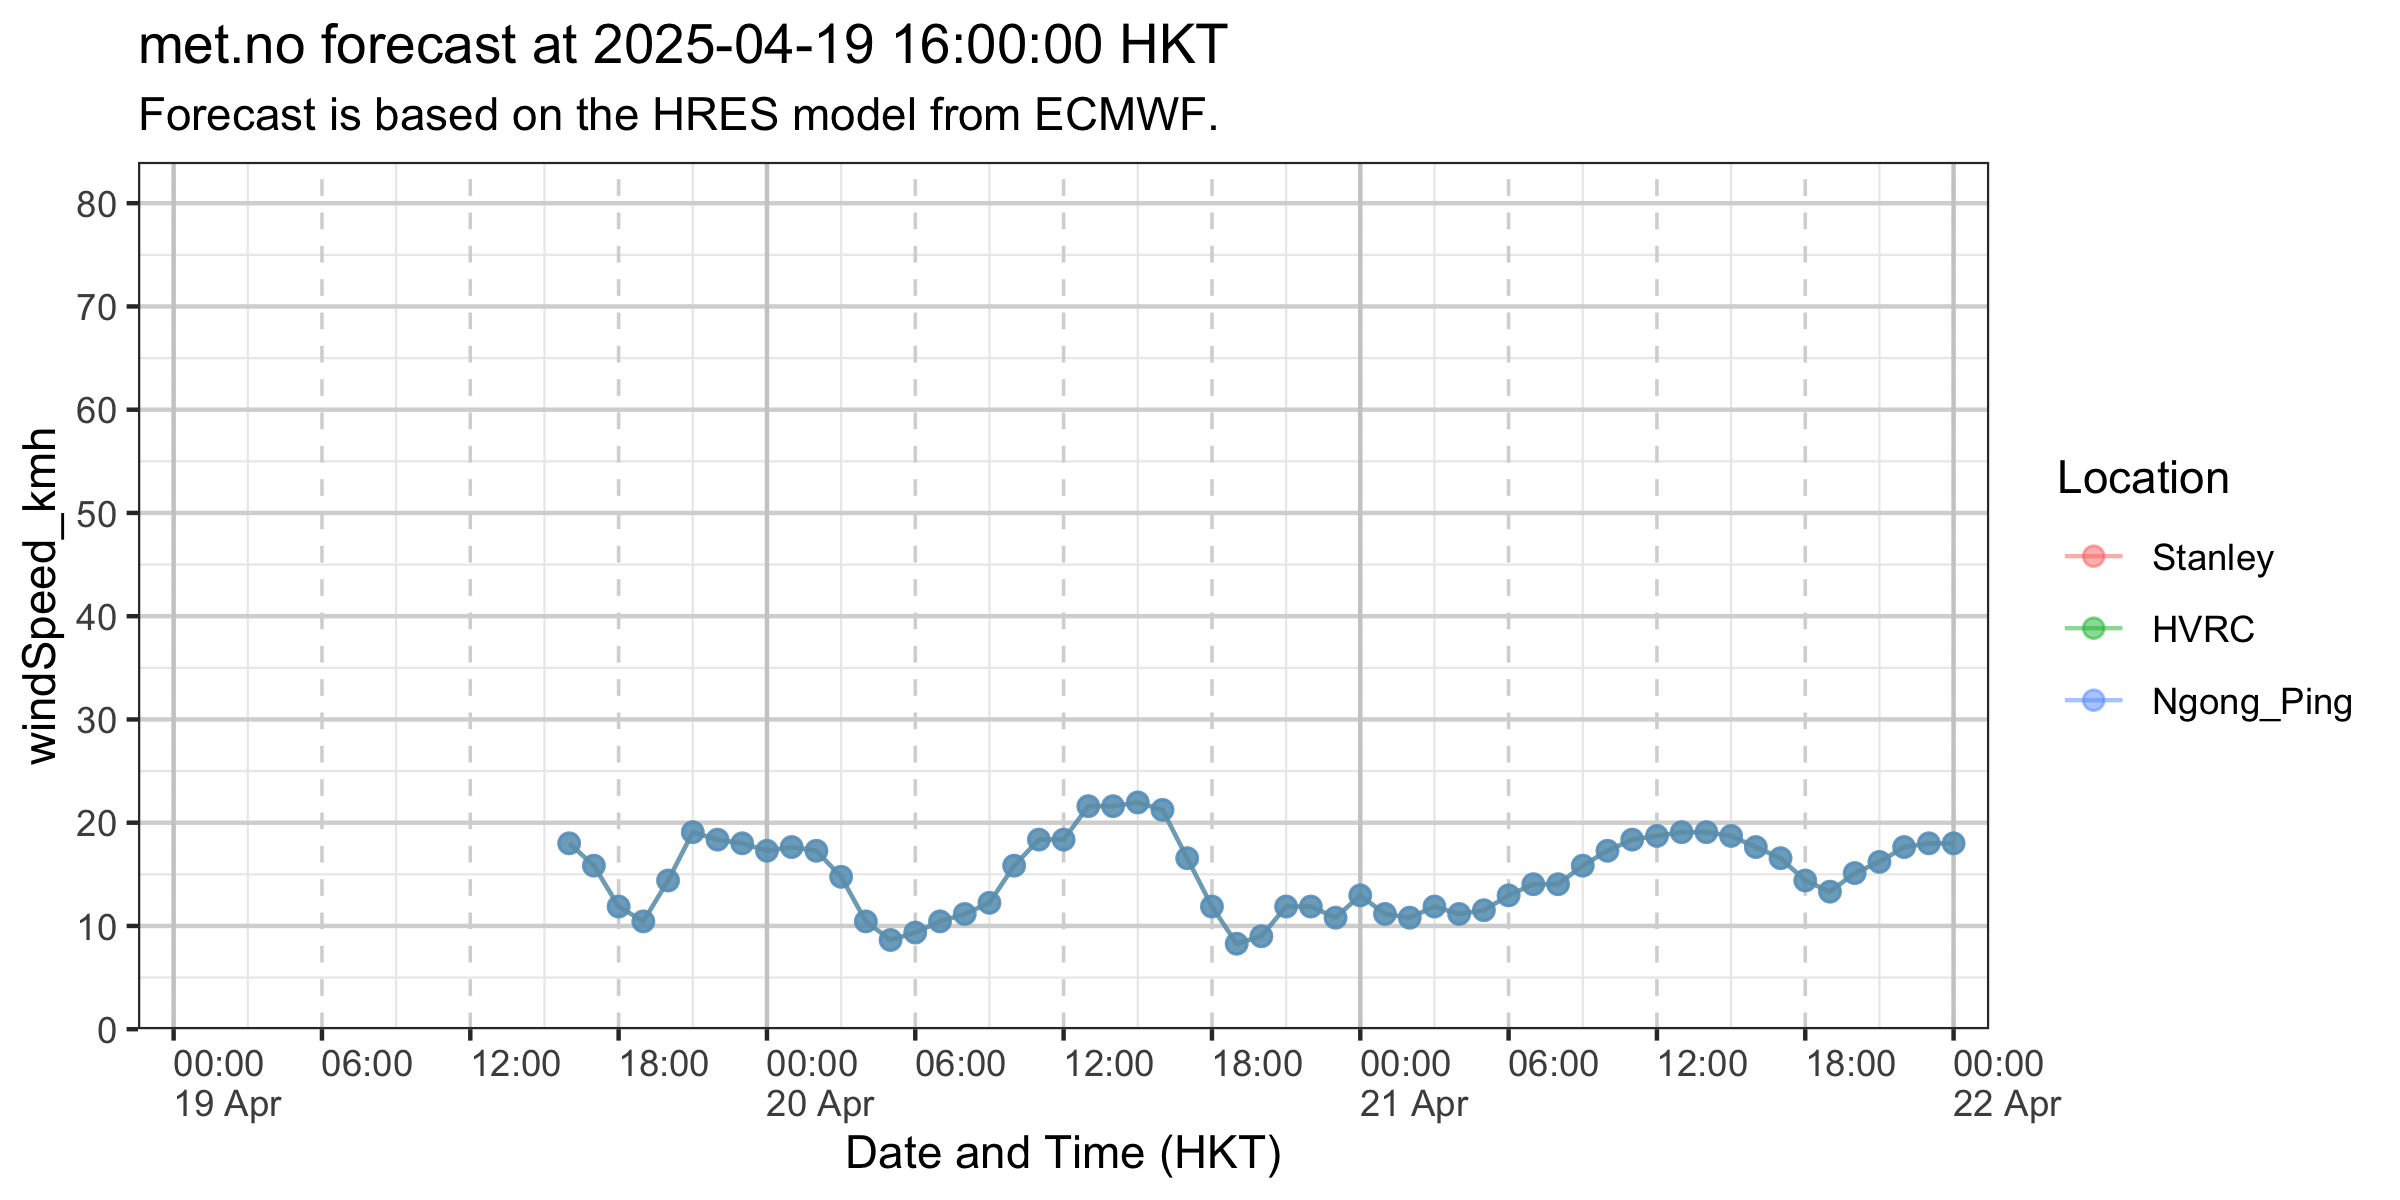 met.no forecast at 2025-04-19 16:00:00 HKT
Forecast is based on the HRES model from ECMWF.
windSpeed_kmh
80
70
60
50
40
30
20
10
0
00:00 06:00 12:00 18:00 00:00 06:00 12:00 18:00 00:00 06:00 12:00 18:00 00:00
19 Apr 20 Apr 21 Apr 22 Apr
Date and Time (HKT)
Location
Stanley
HVRC
Ngong_Ping